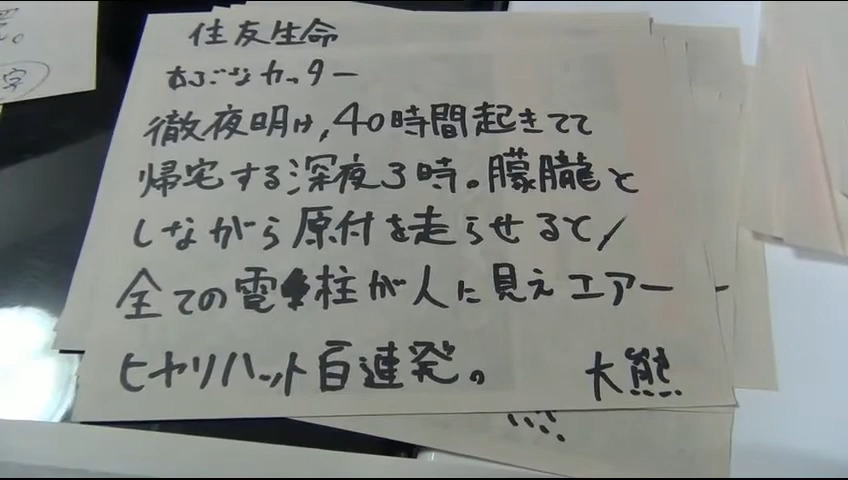 住友生命
あぶなカッター
徹夜明け,40時間起きてて
帰宅する深夜3時。朦朧と
しながら原付を走らせると/
全ての電柱が人に見えエアー
ヒヤリハット百連発。
大熊